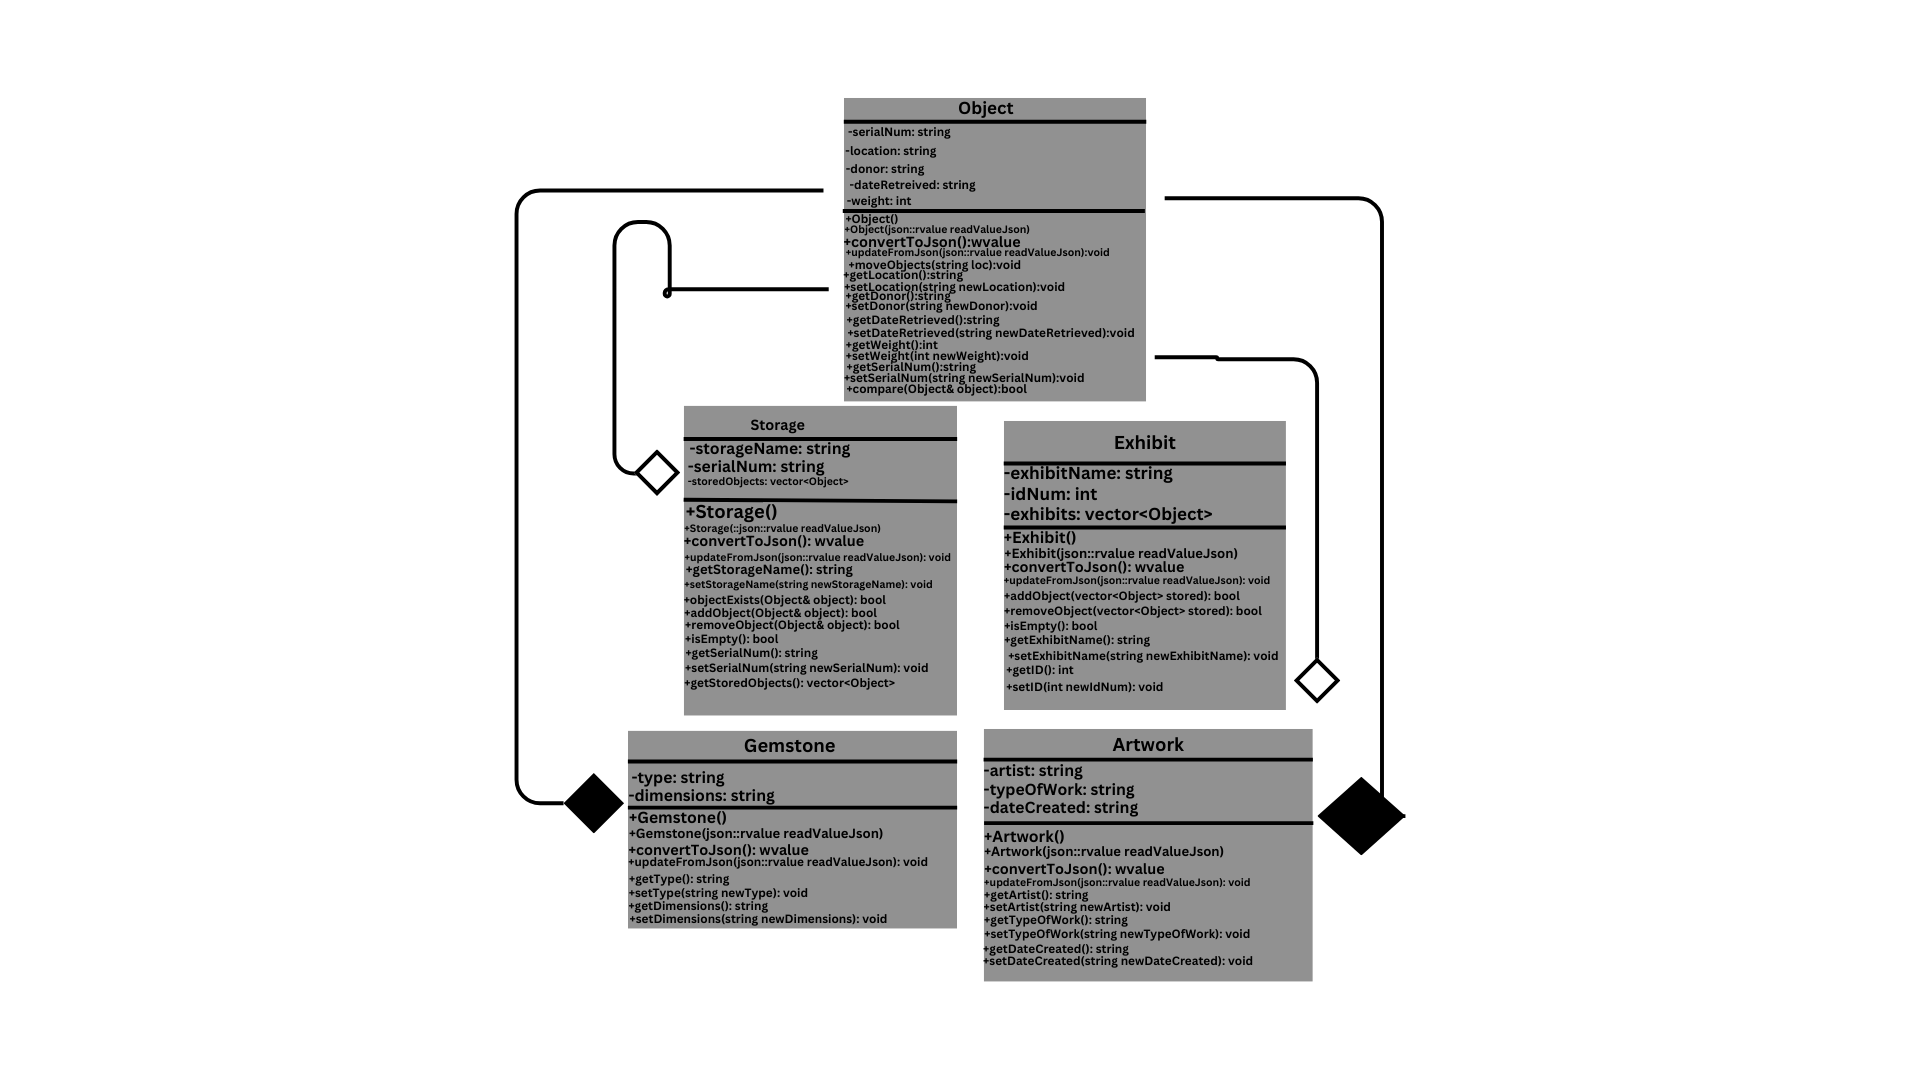 Object
-serialNum: string
-location: string
-donor: string
-dateRetreived: string
-weight: int
+Object()
+Object(json::rvalue readValueJson)
+convertToJson():wvalue
+updateFromJson(json::rvalue readValueJson):void
+moveObjects(string loc):void
+getLocation():string
+setLocation(string newLocation):void
+getDonor():string
+setDonor(string newDonor):void
+getDateRetrieved():string
+setDateRetrieved(string newDateRetrieved):void
+getWeight():int
+setWeight(int newWeight):void
+getSerialNum():string
+setSerialNum(string newSerialNum):void
+compare(Object& object):bool
Storage
-storageName: string
-serialNum: string
-storedObjects: vector<Object>
+Storage()
+Storage(::json::rvalue readValueJson)
+convertToJson(): wvalue
+updateFromJson(json::rvalue readValueJson): void
+getStorageName(): string
+setStorageName(string newStorageName): void
+objectExists(Object& object): bool
+addObject(Object& object): bool
+removeObject(Object& object): bool
+isEmpty(): bool
+getSerialNum(): string
+setSerialNum(string newSerialNum): void
+getStoredObjects(): vector<Object>
Exhibit
-exhibitName: string
-idNum: int
-exhibits: vector<Object>
+Exhibit()
+Exhibit(json::rvalue readValueJson)
+convertToJson(): wvalue
+updateFromJson(json::rvalue readValueJson): void
+addObject(vector<Object> stored): bool
+removeObject(vector<Object> stored): bool
+isEmpty(): bool
+getExhibitName(): string
+setExhibitName(string newExhibitName): void
+getID(): int
+setID(int newIdNum): void
Gemstone
-type: string
-dimensions: string
+Gemstone()
+Gemstone(json::rvalue readValueJson)
+convertToJson(): wvalue
+updateFromJson(json::rvalue readValueJson): void
+getType(): string
+setType(string newType): void
+getDimensions(): string
+setDimensions(string newDimensions): void
Artwork
-artist: string
-typeOfWork: string
-dateCreated: string
+Artwork()
+Artwork(json::rvalue readValueJson)
+convertToJson(): wvalue
+updateFromJson(json::rvalue readValueJson): void
+getArtist(): string
+setArtist(string newArtist): void
+getTypeOfWork(): string
+setTypeOfWork(string newTypeOfWork): void
+getDateCreated(): string
+setDateCreated(string newDateCreated): void